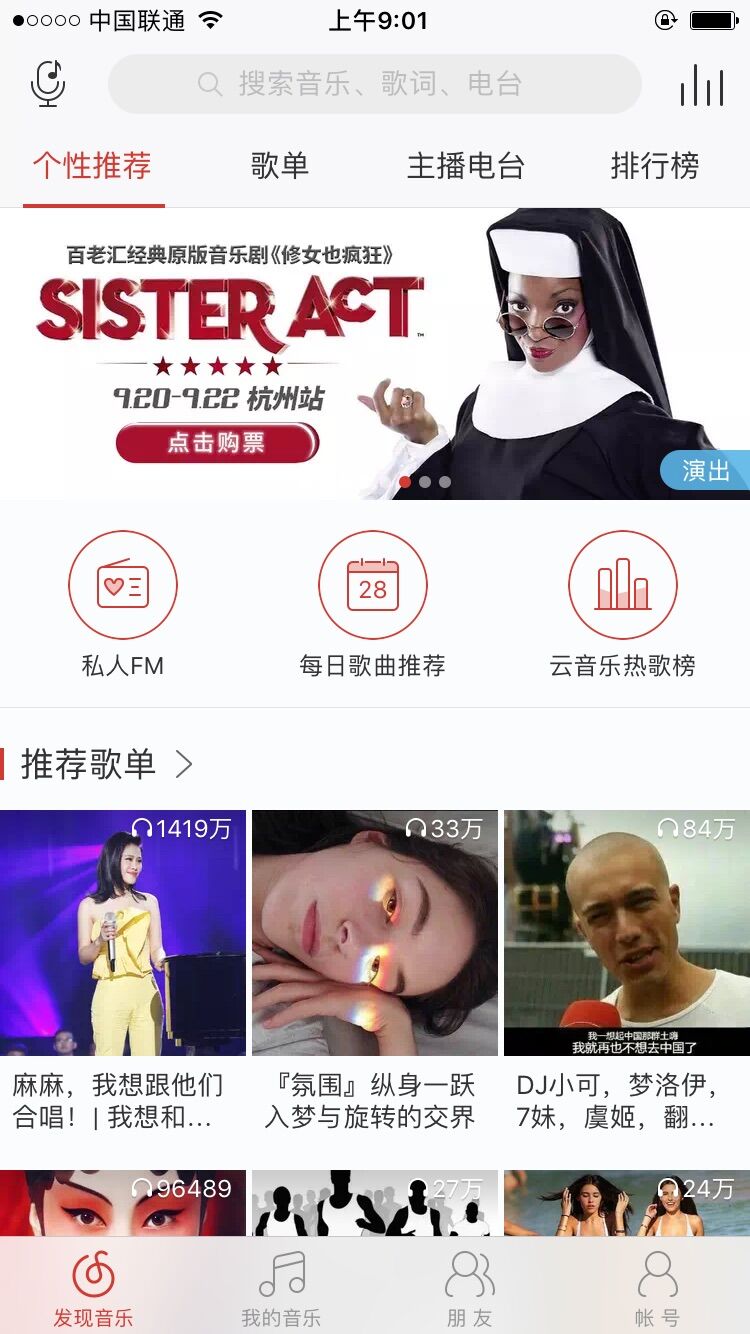 中国联通
上午9:01
搜索音乐、歌词、电台
个性推荐
歌单
主播电台
排行榜
百老汇经典原版音乐剧《修女也疯狂》
SISTER ACT
™
9.20-9.22 杭州站
点击购票
演出
28
私人FM
每日歌曲推荐
云音乐热歌榜
推荐歌单
1419万
33万
84万
我一想起中国那群土嗨
我就再也不想去中国了
麻麻，我想跟他们
合唱！| 我想和...
『氛围』纵身一跃
入梦与旋转的交界
DJ小可，梦洛伊，
7妹，虞姬，翻...
96489
27万
24万
发现音乐
我的音乐
朋友
帐号